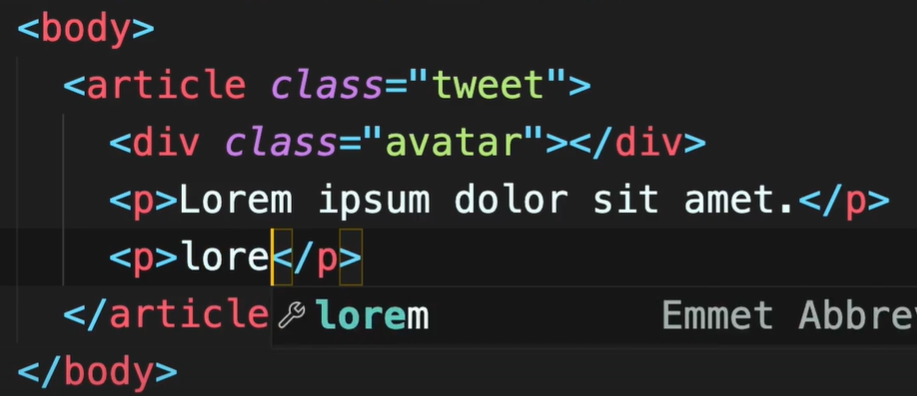 <body>
<article class="tweet">
<div class="avatar"></div>
<p>Lorem ipsum dolor sit amet.</p>
<p>lore</p>
</article
lorem Emmet Abbrev
</body>